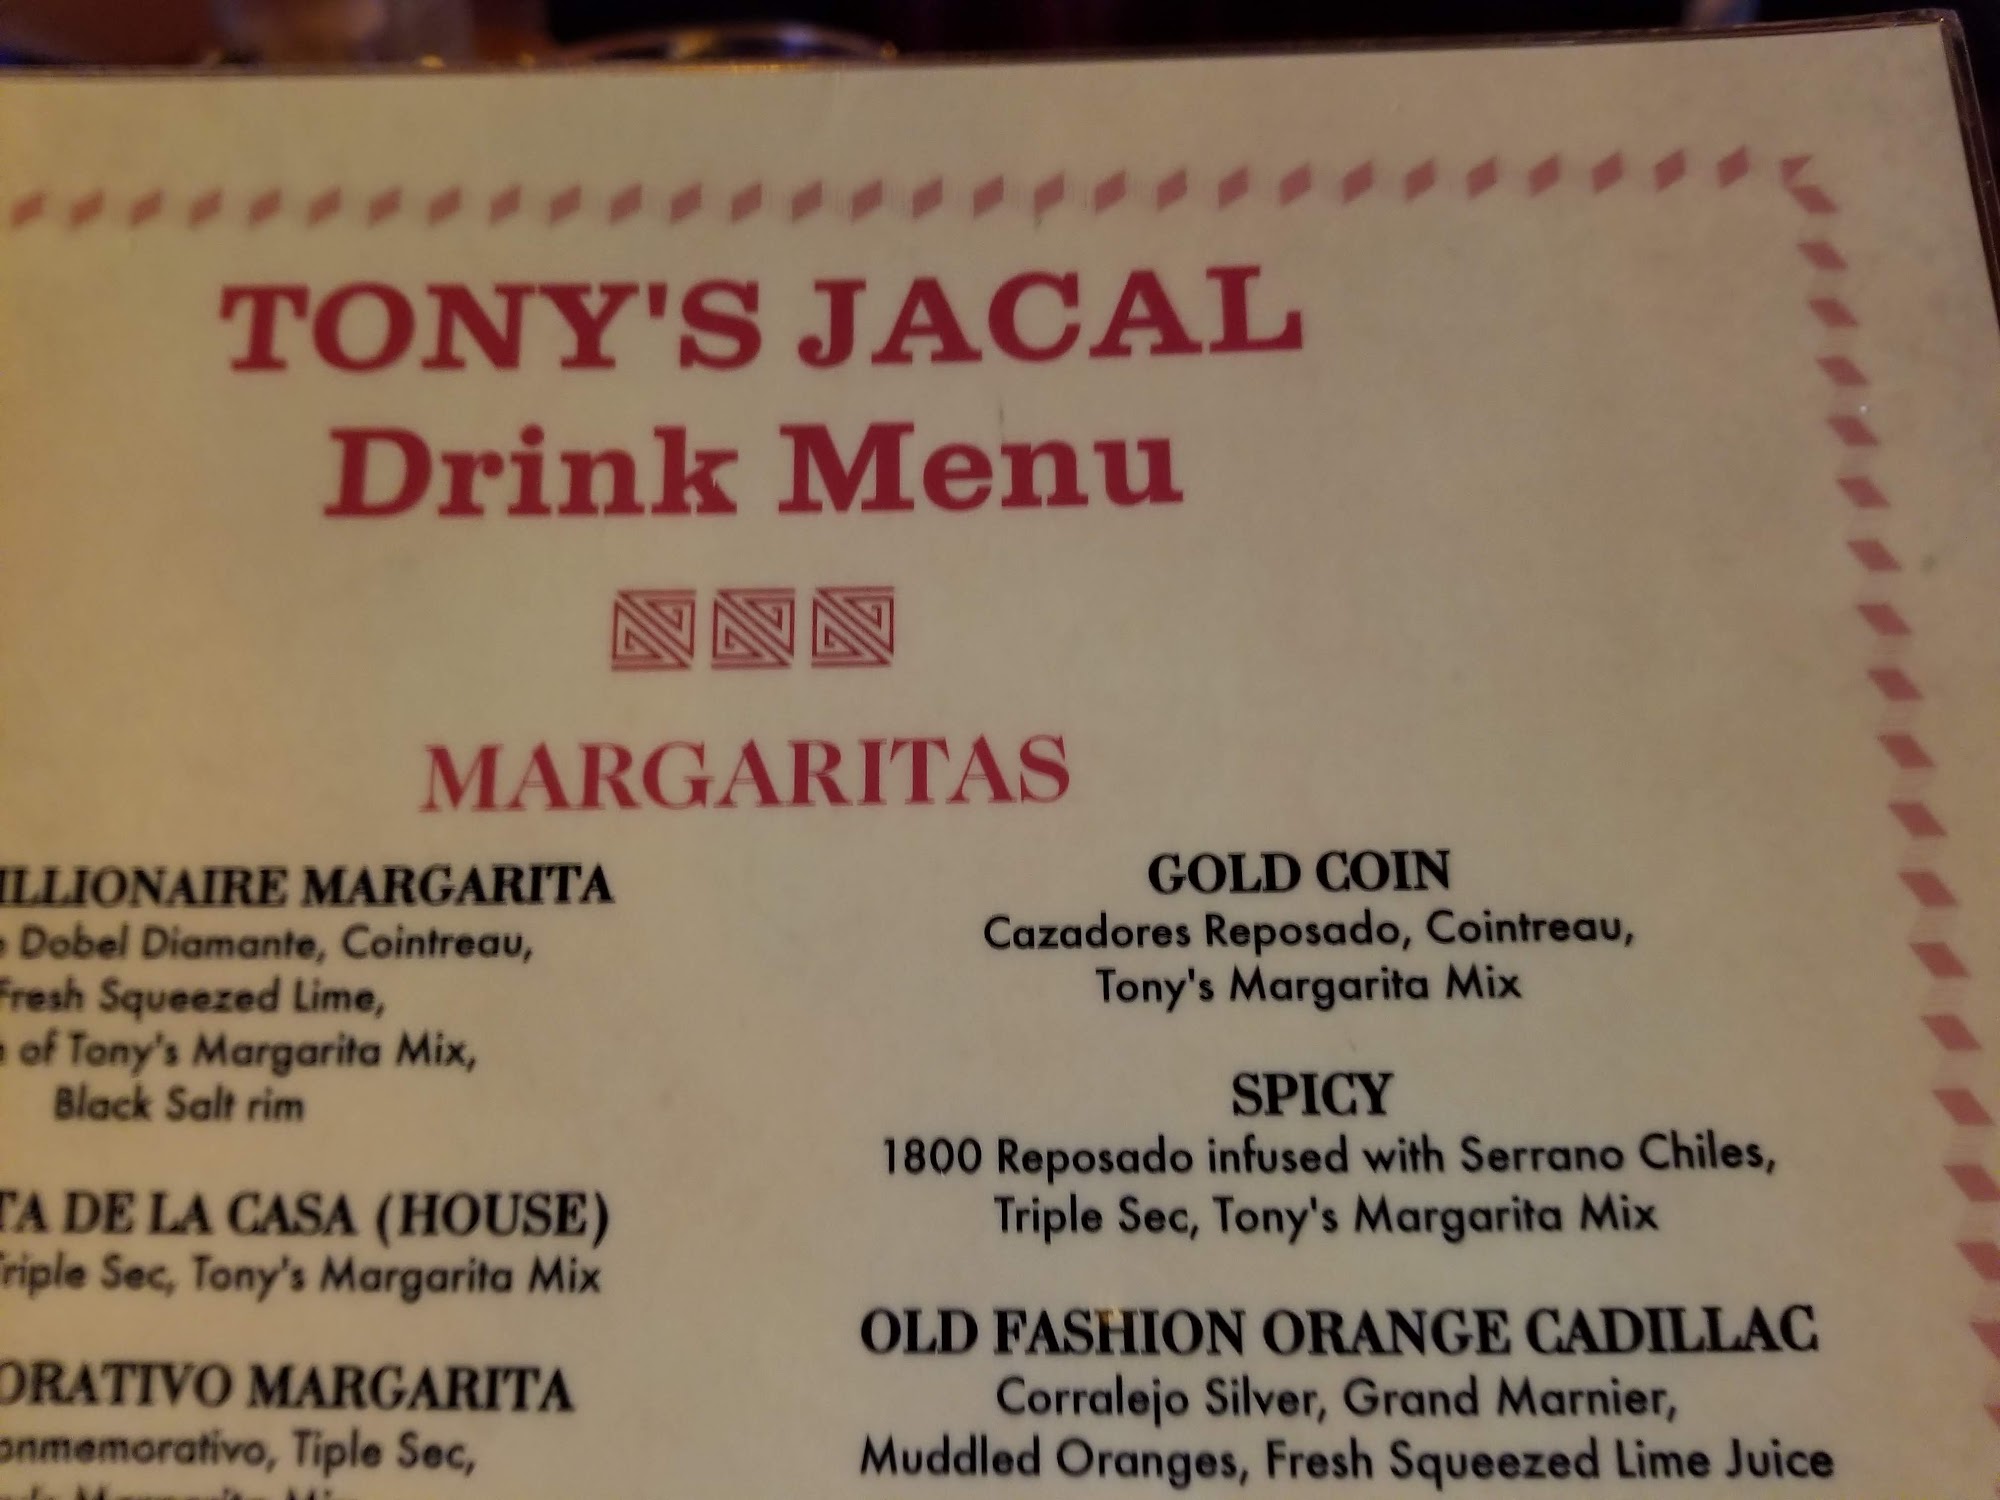 TONY'S JACAL
Drink Menu
MARGARITAS
ILLIONAIRE MARGARITA
Dobel Diamante, Cointreau,
Fresh Squeezed Lime,
of Tony's Margarita Mix,
Black Salt rim
TA DE LA CASA (HOUSE)
Triple Sec, Tony's Margarita Mix
ORATIVO MARGARITA
onmemorativo, Tiple Sec,
Margarita Mix
GOLD COIN
Cazadores Reposado, Cointreau,
Tony's Margarita Mix
SPICY
1800 Reposado infused with Serrano Chiles,
Triple Sec, Tony's Margarita Mix
OLD FASHION ORANGE CADILLAC
Corralejo Silver, Grand Marnier,
Muddled Oranges, Fresh Squeezed Lime Juice